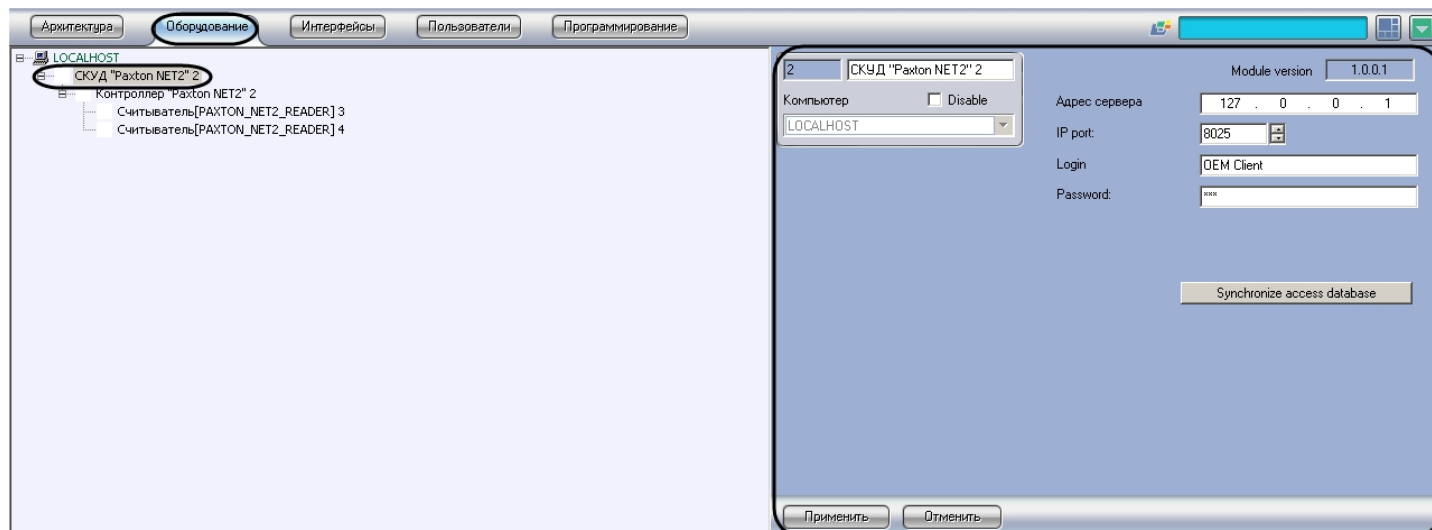 Архитектура Оборудование Интерфейсы Пользователи Программирование
LOCALHOST
СКУД "Paxton NET2" 2
Контроллер "Paxton NET2" 2
Считыватель[PAXTON_NET2_READER] 3
Считыватель[PAXTON_NET2_READER] 4
2 СКУД "Paxton NET2" 2
Компьютер Disable
LOCALHOST
Module version 1.0.0.1
Адрес сервера 127 . 0 . 0 . 1
IP port: 8025
Login OEM Client
Password: ***
Synchronize access database
Применить Отменить